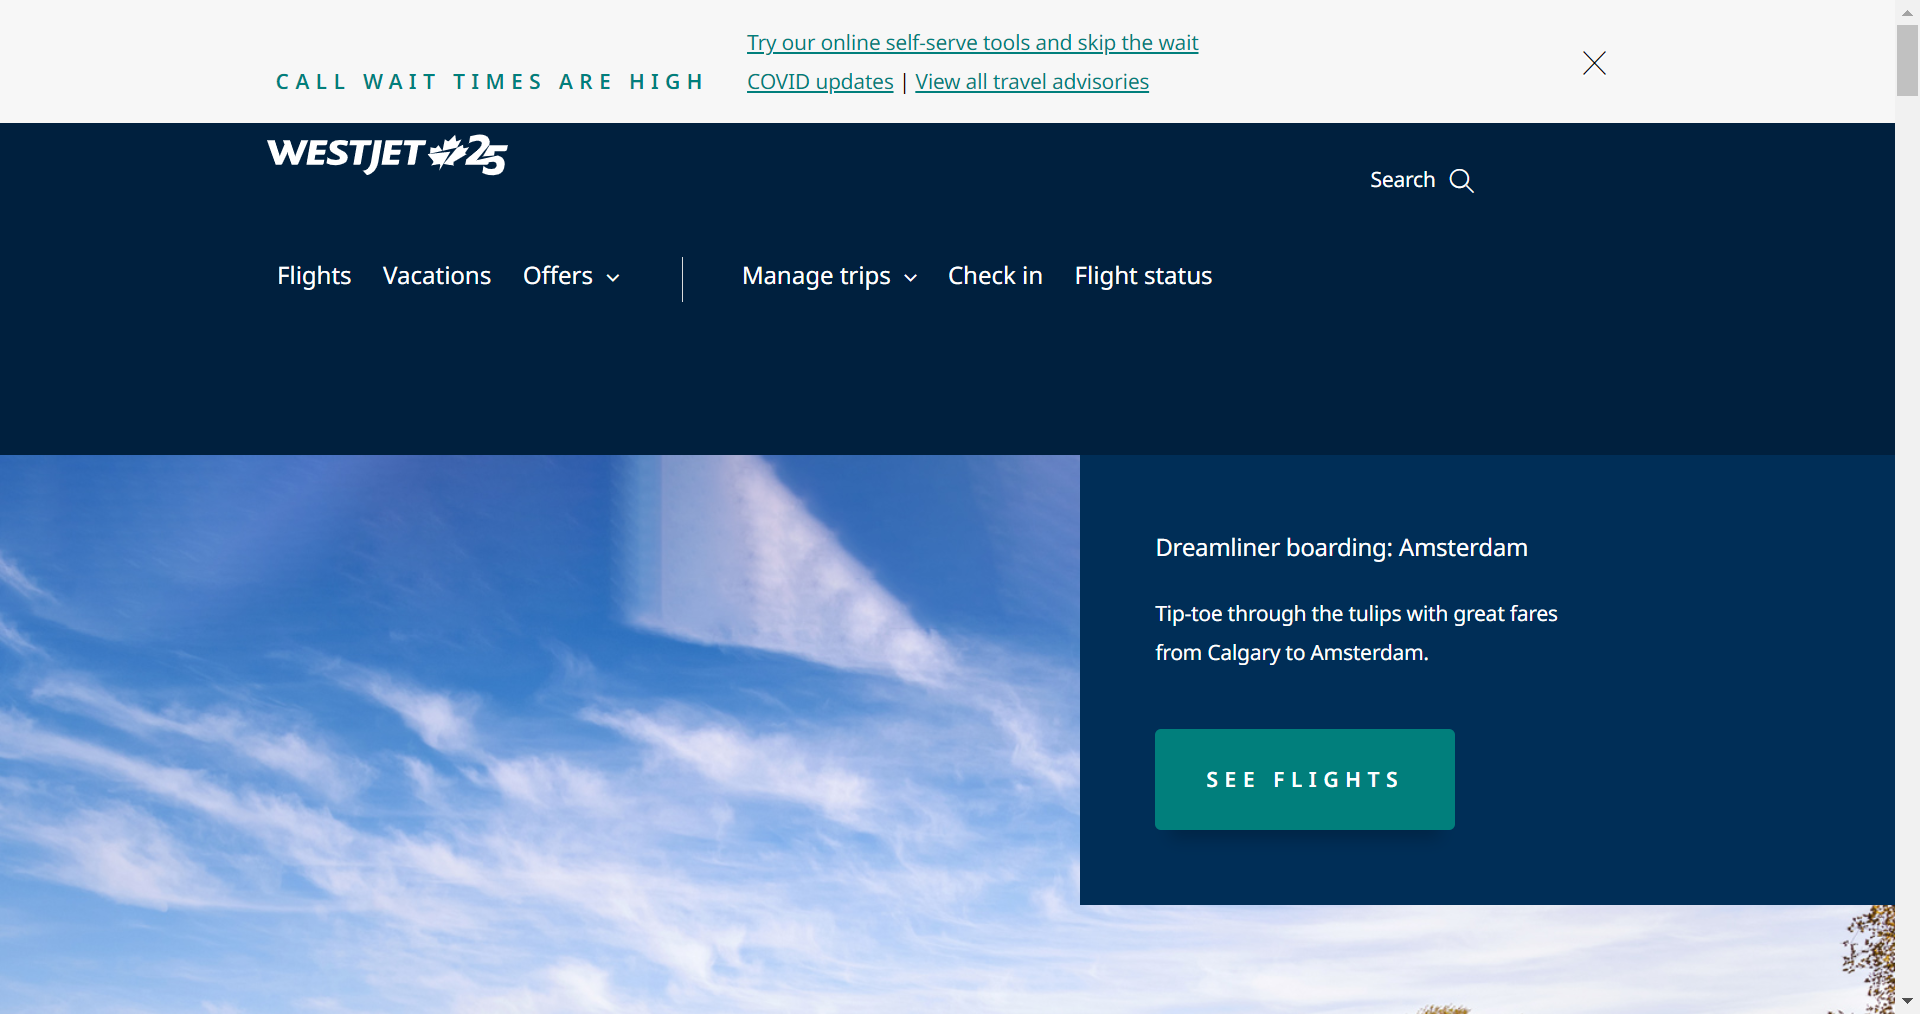 Try our online self-serve tools and skip the wait
CALL WAIT TIMES ARE HIGH
COVID updates | View all travel advisories
WESTJET 25
Search
Flights Vacations Offers Manage trips Check in Flight status
Dreamliner boarding: Amsterdam
Tip-toe through the tulips with great fares
from Calgary to Amsterdam.
SEE FLIGHTS